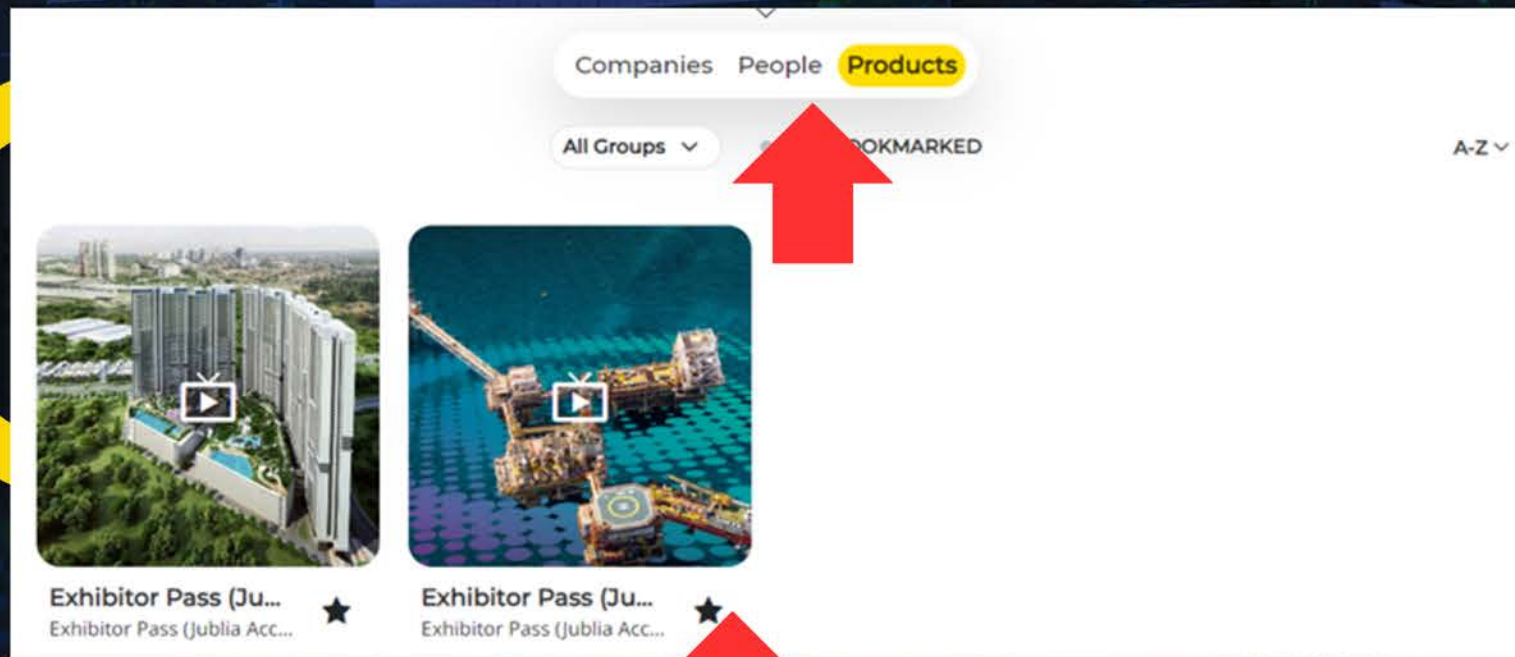 Companies People Products
All Groups OOKMARKED A-Z
Exhibitor Pass (Ju... Exhibitor Pass (Ju...
Exhibitor Pass (Jublia Acc... Exhibitor Pass (Jublia Acc...